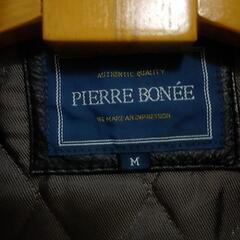 AUTHENTIC QUALITY
PIERRE BONÉE
WE MAKE AN IMPRESSION
M